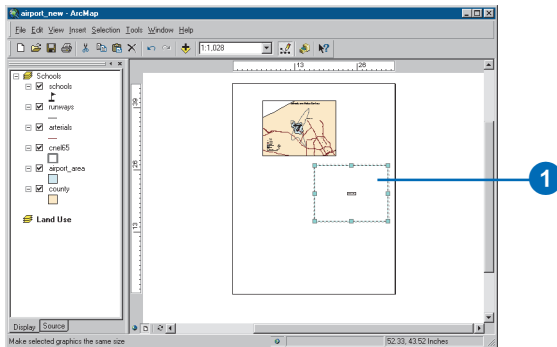 airport_new - ArcMap
File Edit View Insert Selection Tools Window Help
1:1,028
Schools
schools
runways
arterials
cnel65
airport_area
county
Land Use
13 26
39
26
13
1
Display Source
Make selected graphics the same size
52.33, 43.52 Inches